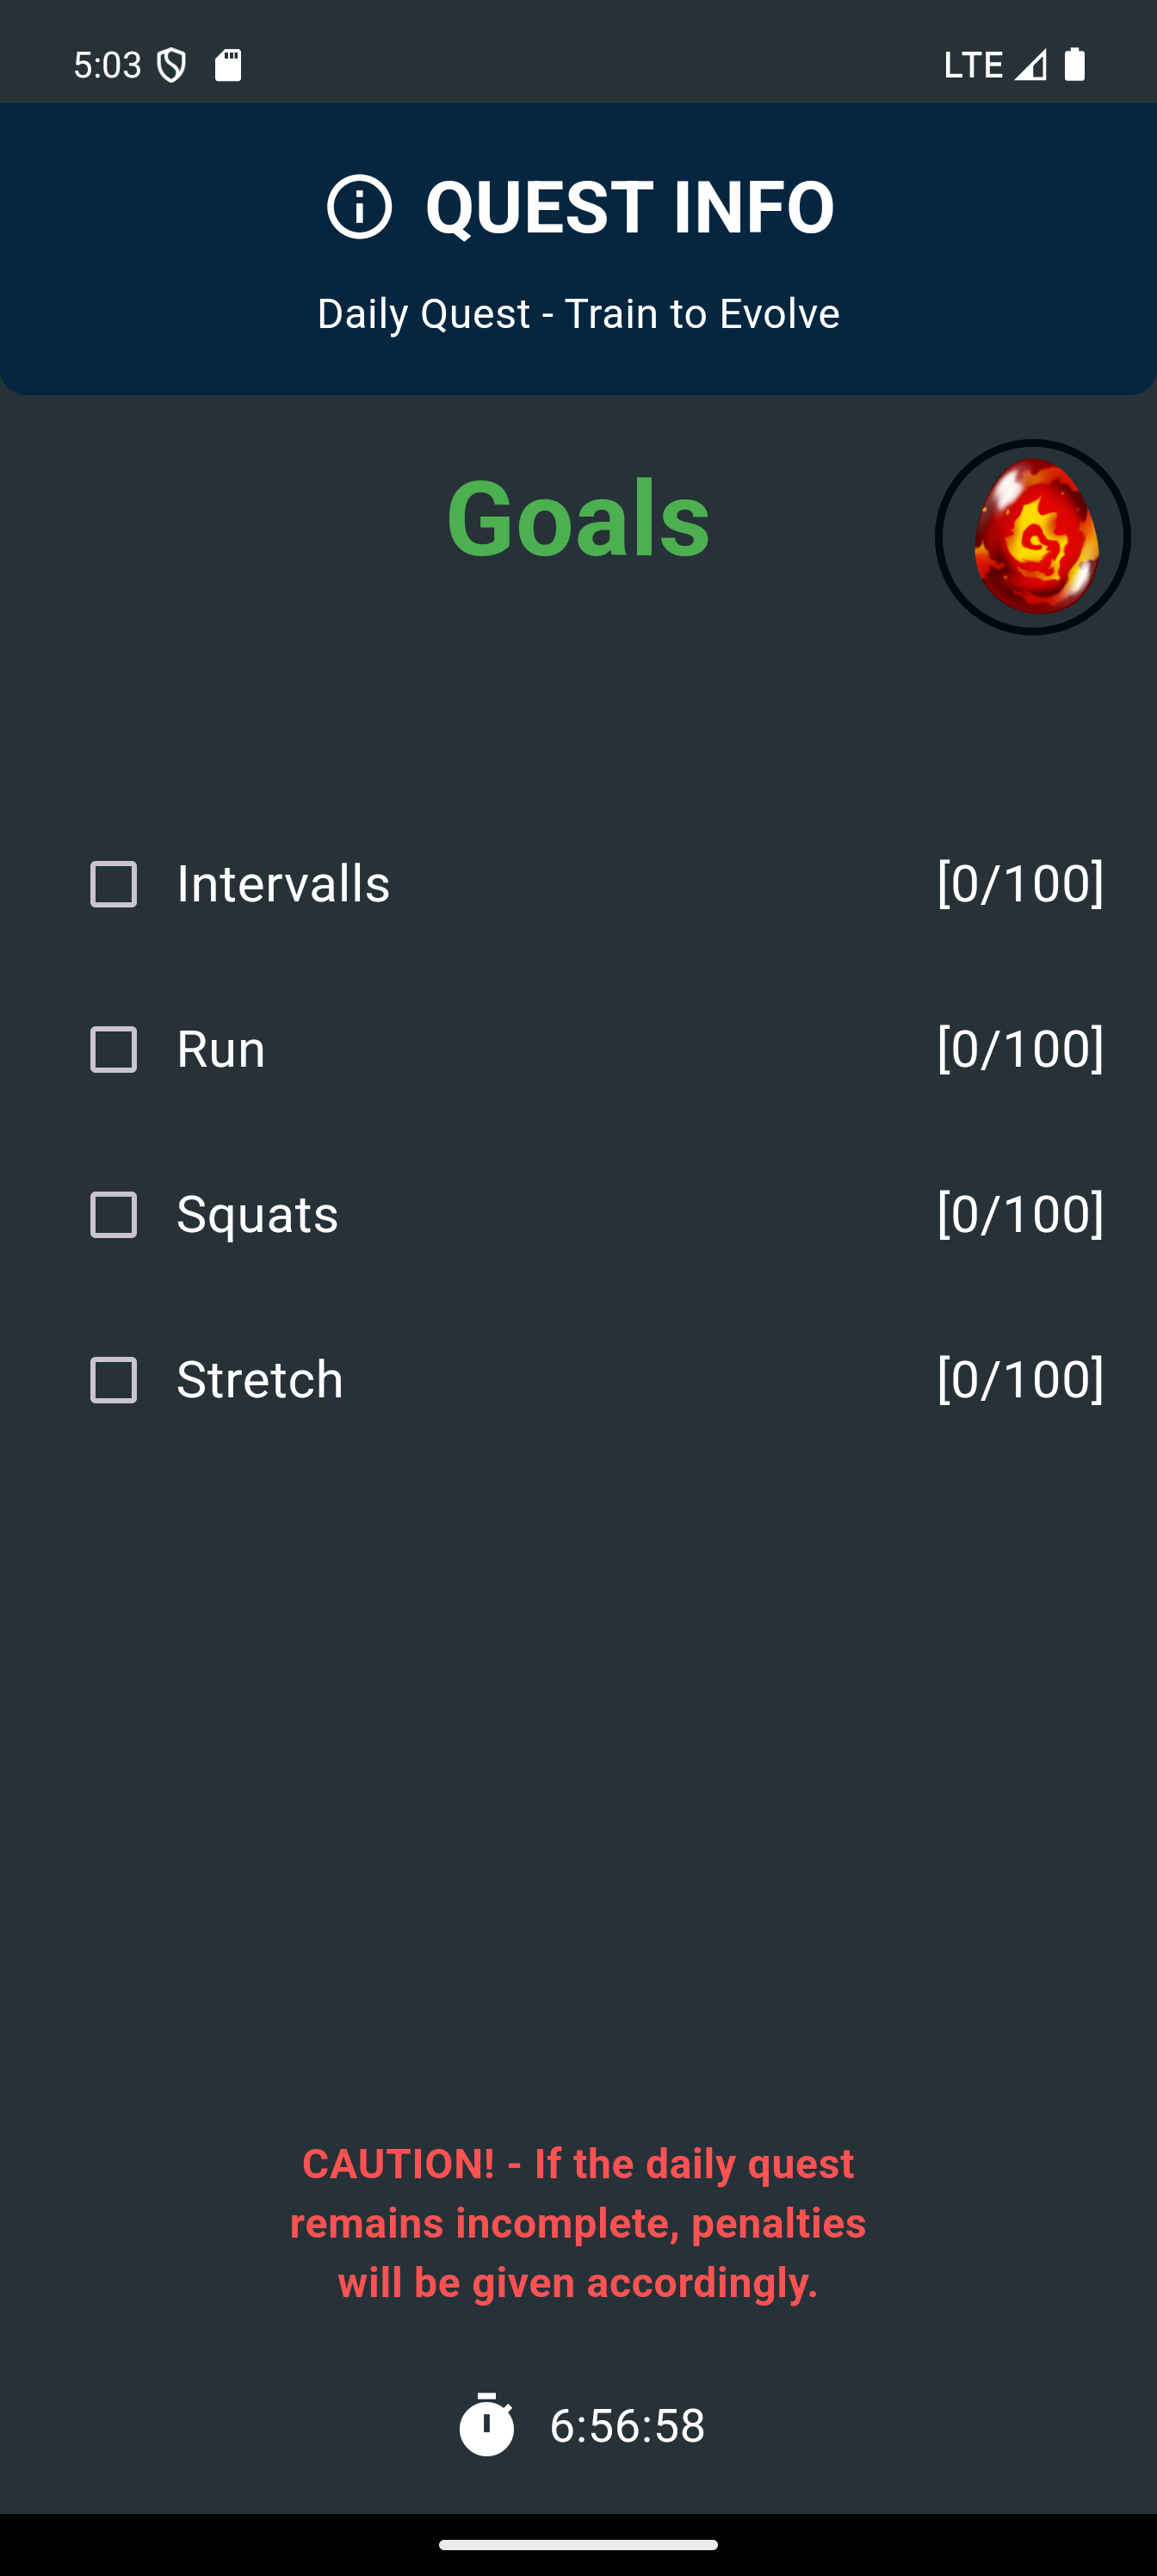 5:03 LTE
QUEST INFO
Daily Quest - Train to Evolve
Goals
Intervalls [0/100]
Run [0/100]
Squats [0/100]
Stretch [0/100]
CAUTION! - If the daily quest
remains incomplete, penalties
will be given accordingly.
6:56:58